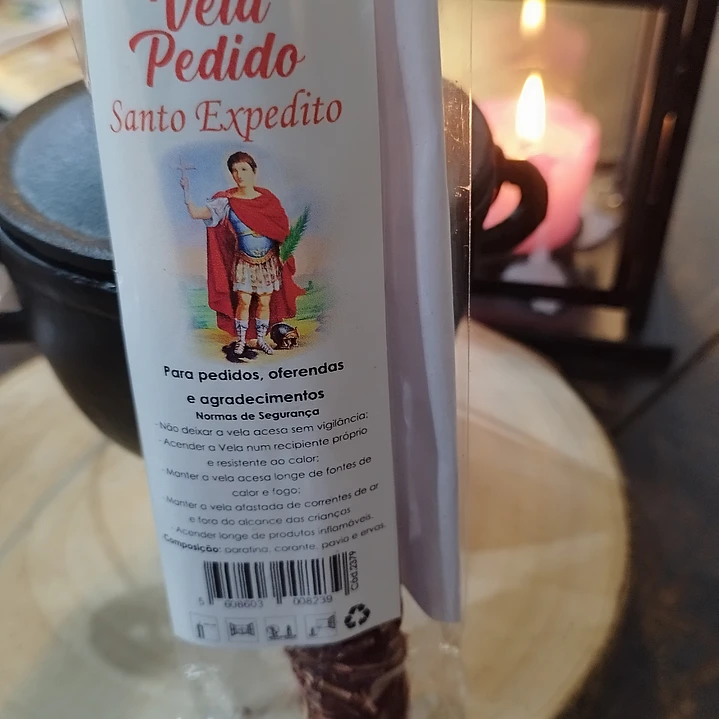 Vela
Pedido
Santo Expedito
Para pedidos, oferendas
e agradecimentos
Normas de Segurança
- Não deixar a vela acesa sem vigilância;
- Acender a Vela num recipiente próprio
e resistente ao calor;
- Manter a vela acesa longe de fontes de
calor e fogo;
- Manter a vela afastada de correntes de ar
e fora do alcance das crianças
- Acender longe de produtos inflamáveis.
Composição: parafina, corante, pavio e ervas.
Cód.2379
5 608603 008239